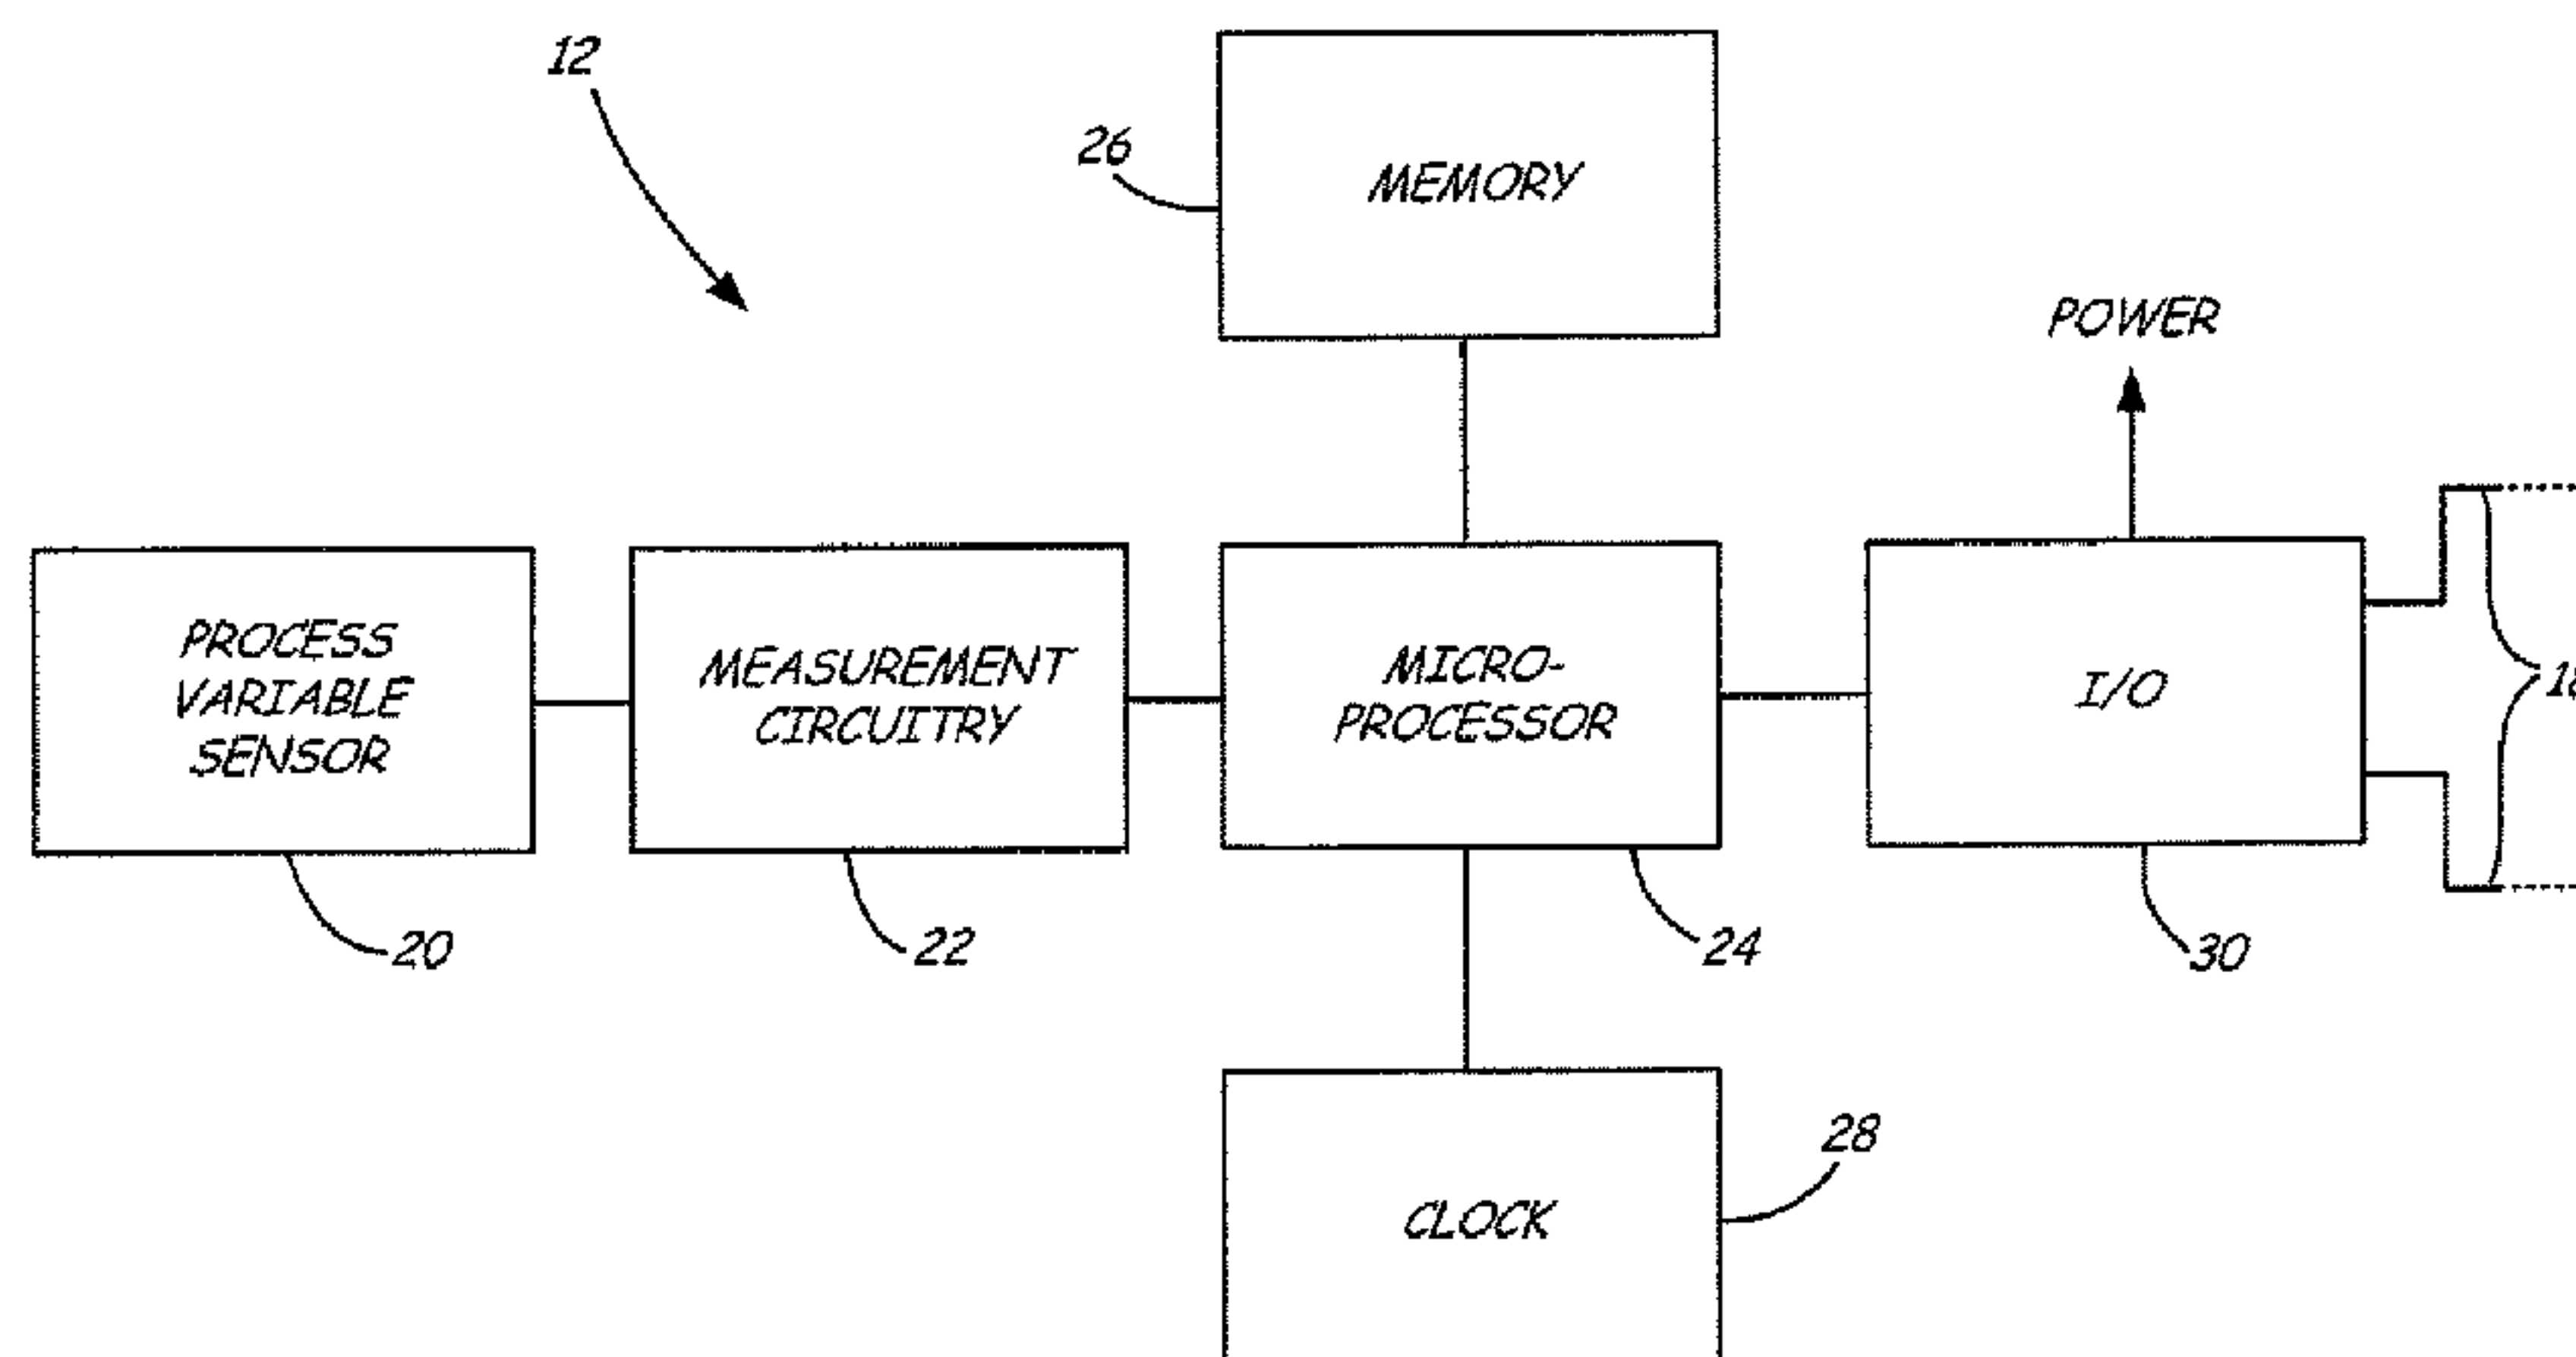 12
26
MEMORY
POWER
PROCESS
VARIABLE
SENSOR
MEASUREMENT
CIRCUITRY
MICRO-
PROCESSOR
I/O
20
22
24
30
28
CLOCK